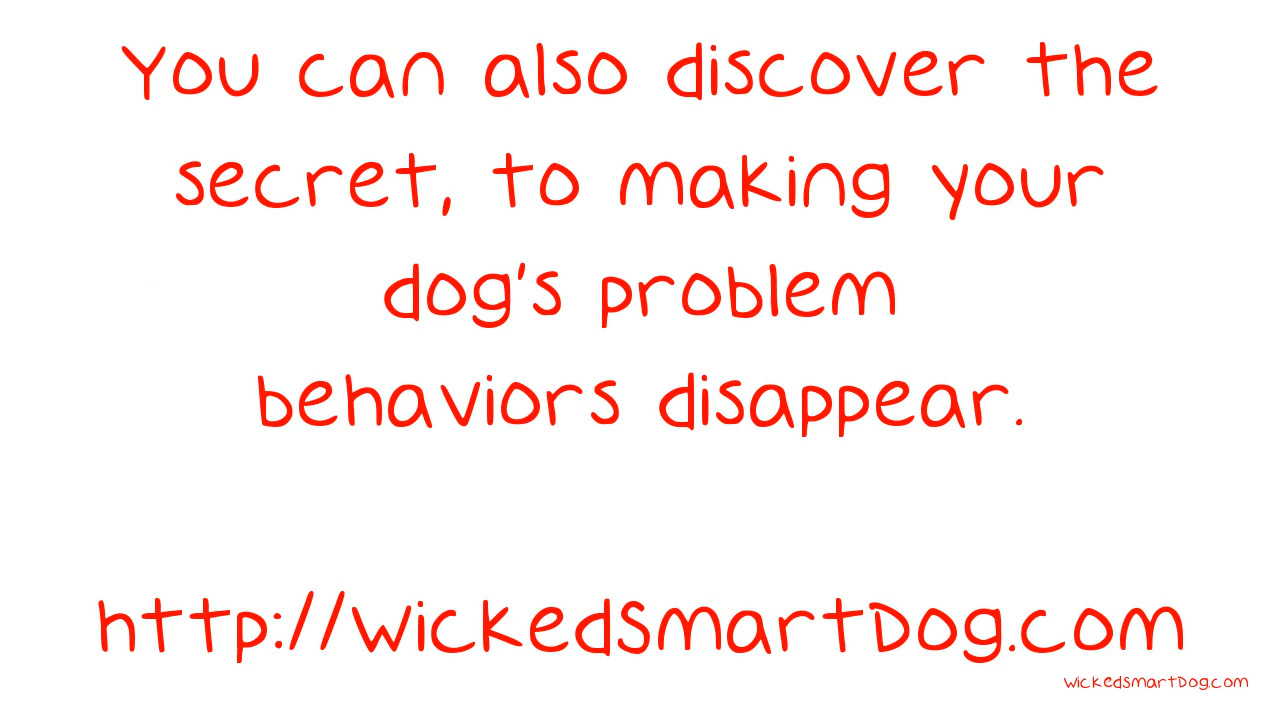 You can also discover the
secret, to making your
dog's problem
behaviors disappear.
http://WickedSmartDog.com
WickedSmartDog.com